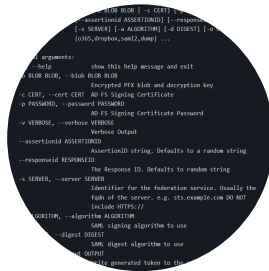 BLOB BLOB | -c CERT)
[--assertionid ASSERTIONID] [--respons
[-s SERVER] [-a ALGORITHM] [-d DIGEST] [-o
{o365,dropbox,saml2,dump} ...
arguments:
--help show this help message and exit
BLOB BLOB, --blob BLOB BLOB
Encrypted PFX blob and decryption key
-c CERT, --cert CERT AD FS Signing Certificate
-p PASSWORD, --password PASSWORD
AD FS Signing Certificate Password
-v VERBOSE, --verbose VERBOSE
Verbose Output
--assertionid ASSERTIONID
AssertionID string. Defaults to a random string
--responseid RESPONSEID
The Response ID. Defaults to random string
-s SERVER, --server SERVER
Identifier for the federation service. Usually the
fqdn of the server. e.g. sts.example.com DO NOT
include HTTPS://
ALGORITHM, --algorithm ALGORITHM
SAML signing algorithm to use
--digest DIGEST
SAML digest algorithm to use
OUTPUT
generated token to the